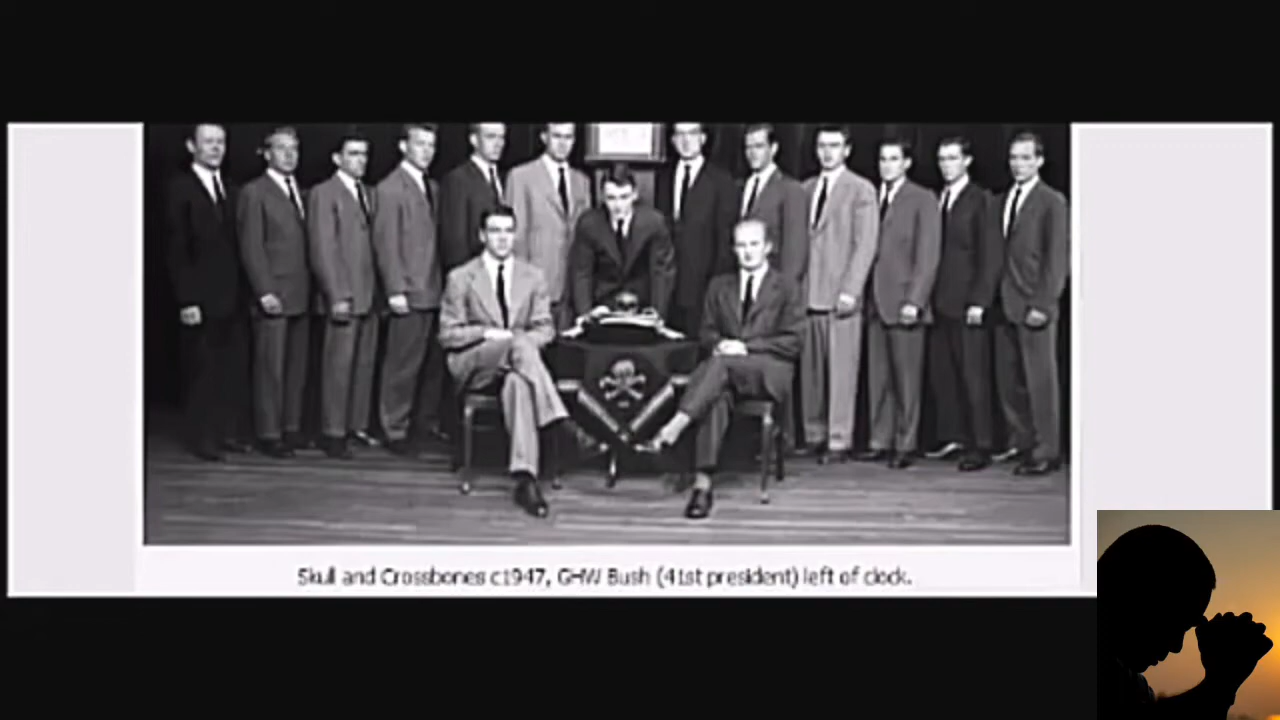 Skull and Crossbones c1947, GHW Bush (41st president) left of clock.